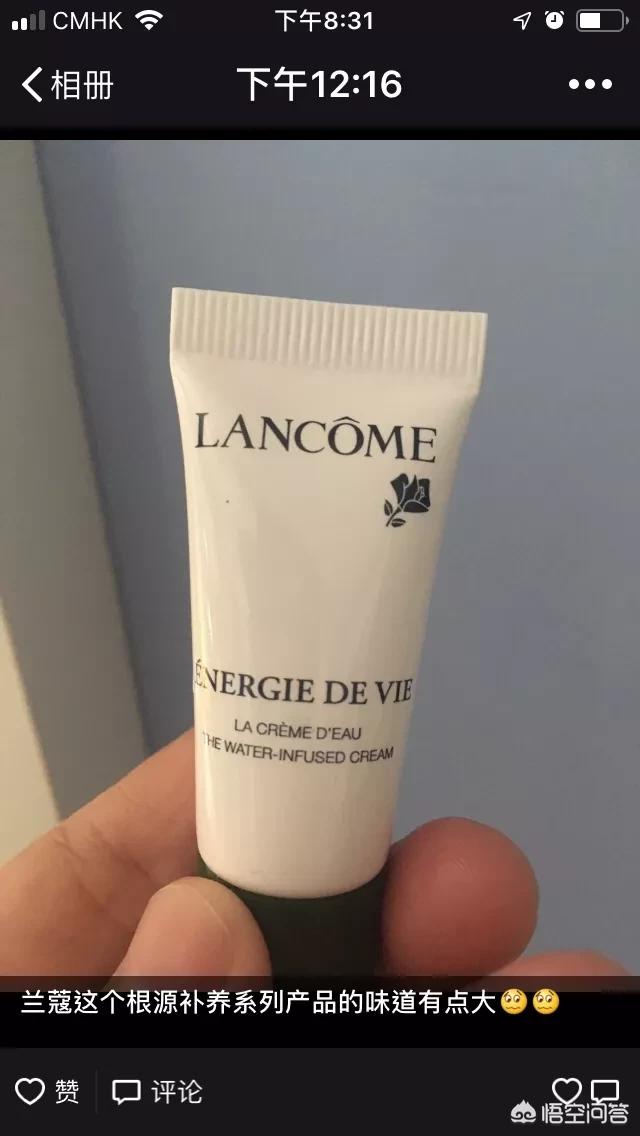 CMHK 下午8:31
相册 下午12:16
LANCÔME
ÉNERGIE DE VIE
LA CRÈME D'EAU
THE WATER-INFUSED CREAM
兰蔻这个根源补养系列产品的味道有点大
赞 评论
悟空问答